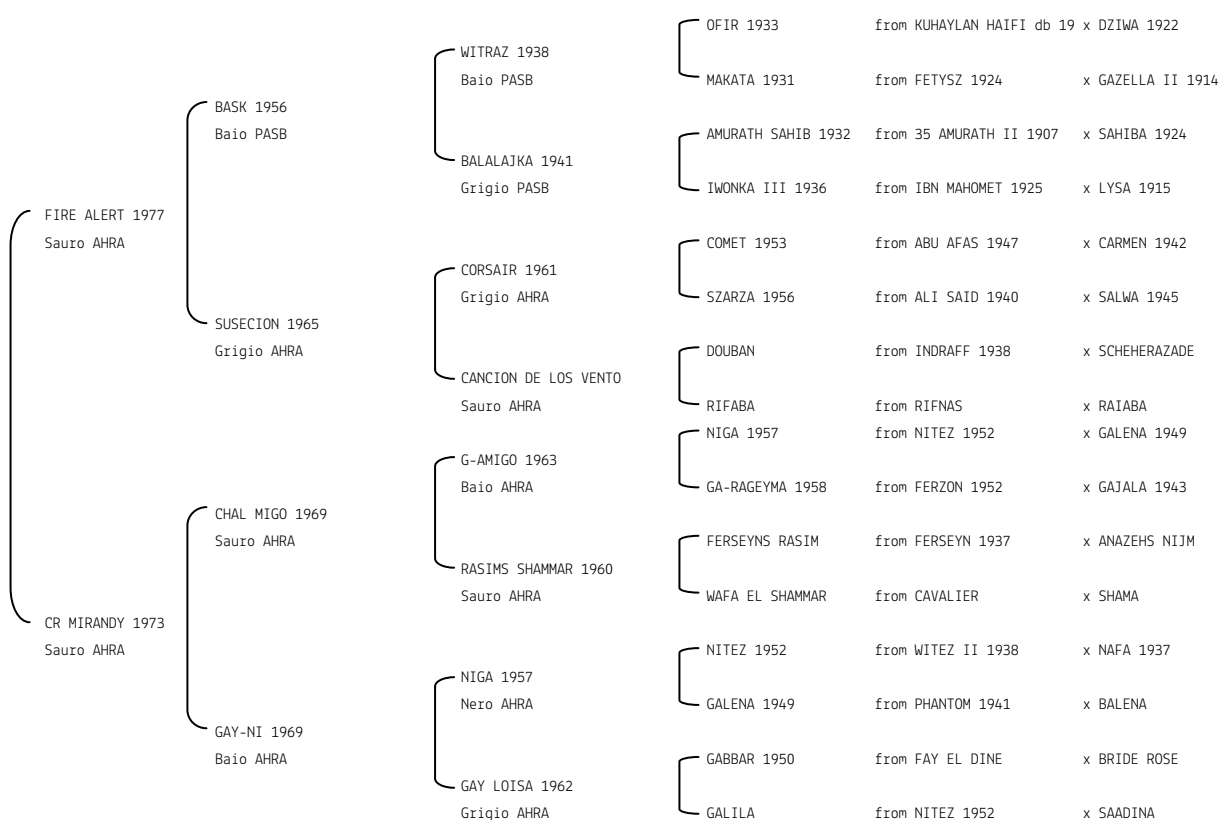 OFIR 1933 from KUHAYLAN HAIFI db 19 x DZIWA 1922
WITRAZ 1938
Baio PASB
MAKATA 1931 from FETYSZ 1924 x GAZELLA II 1914
BASK 1956
Baio PASB
AMURATH SAHIB 1932 from 35 AMURATH II 1907 x SAHIBA 1924
BALALAJKA 1941
Grigio PASB
IWONKA III 1936 from IBN MAHOMET 1925 x LYSA 1915
FIRE ALERT 1977
Sauro AHRA
COMET 1953 from ABU AFAS 1947 x CARMEN 1942
CORSAIR 1961
Grigio AHRA
SZARZA 1956 from ALI SAID 1940 x SALWA 1945
SUSECION 1965
Grigio AHRA
DOUBAN from INDRAFF 1938 x SCHEHERAZADE
CANCION DE LOS VENTO
Sauro AHRA
RIFABA from RIFNAS x RAIABA
NIGA 1957 from NITEZ 1952 x GALENA 1949
G-AMIGO 1963
Baio AHRA
GA-RAGEYMA 1958 from FERZON 1952 x GAJALA 1943
CHAL MIGO 1969
Sauro AHRA
FERSEYNS RASIM from FERSEYN 1937 x ANAZEHS NIJM
RASIMS SHAMMAR 1960
Sauro AHRA
WAFA EL SHAMMAR from CAVALIER x SHAMA
CR MIRANDY 1973
Sauro AHRA
NITEZ 1952 from WITEZ II 1938 x NAFA 1937
NIGA 1957
Nero AHRA
GALENA 1949 from PHANTOM 1941 x BALENA
GAY-NI 1969
Baio AHRA
GABBAR 1950 from FAY EL DINE x BRIDE ROSE
GAY LOISA 1962
Grigio AHRA
GALILA from NITEZ 1952 x SAADINA